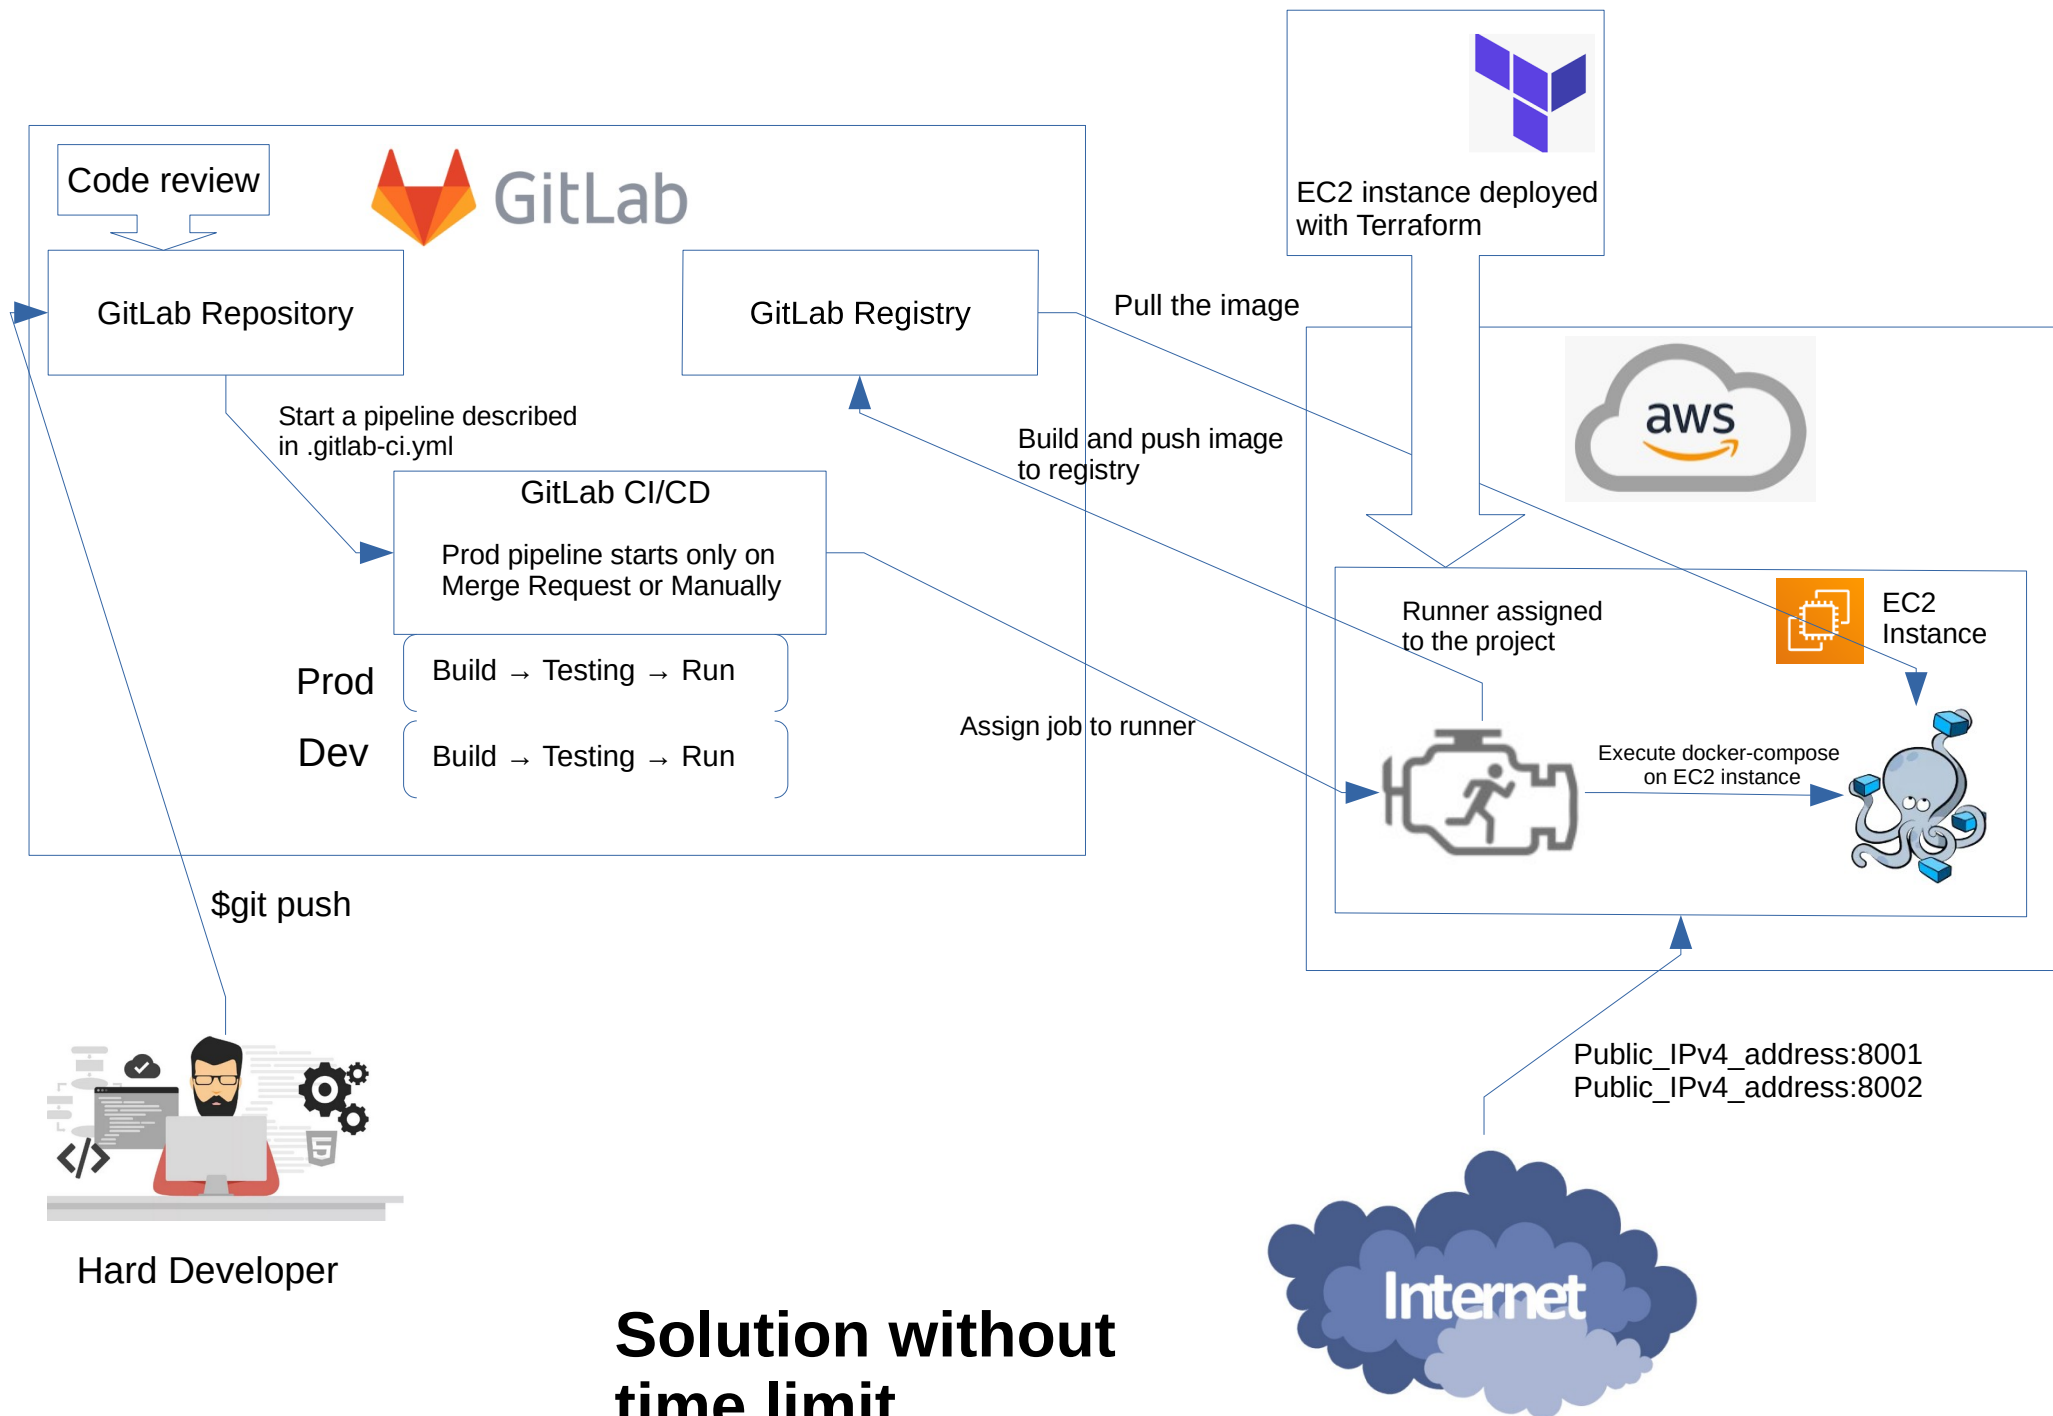 EC2 instance deployed
with Terraform
Code review
GitLab
GitLab Repository
GitLab Registry
Pull the image
aws
Start a pipeline described
in .gitlab-ci.yml
Build and push image
to registry
GitLab CI/CD
Prod pipeline starts only on
Merge Request or Manually
Runner assigned
to the project
EC2
Instance
Prod
Build → Testing → Run
Dev
Build → Testing → Run
Assign job to runner
Execute docker-compose
on EC2 instance
$git push
Public_IPv4_address:8001
Public_IPv4_address:8002
</>
5
Hard Developer
Internet
Solution without
time limit